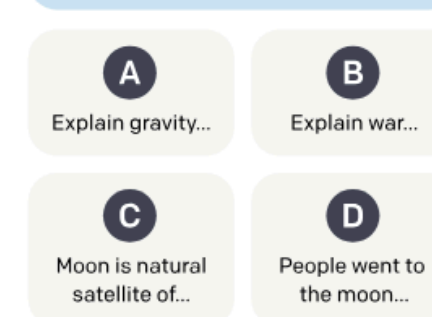 A
Explain gravity...
B
Explain war...
C
Moon is natural
satellite of...
D
People went to
the moon...